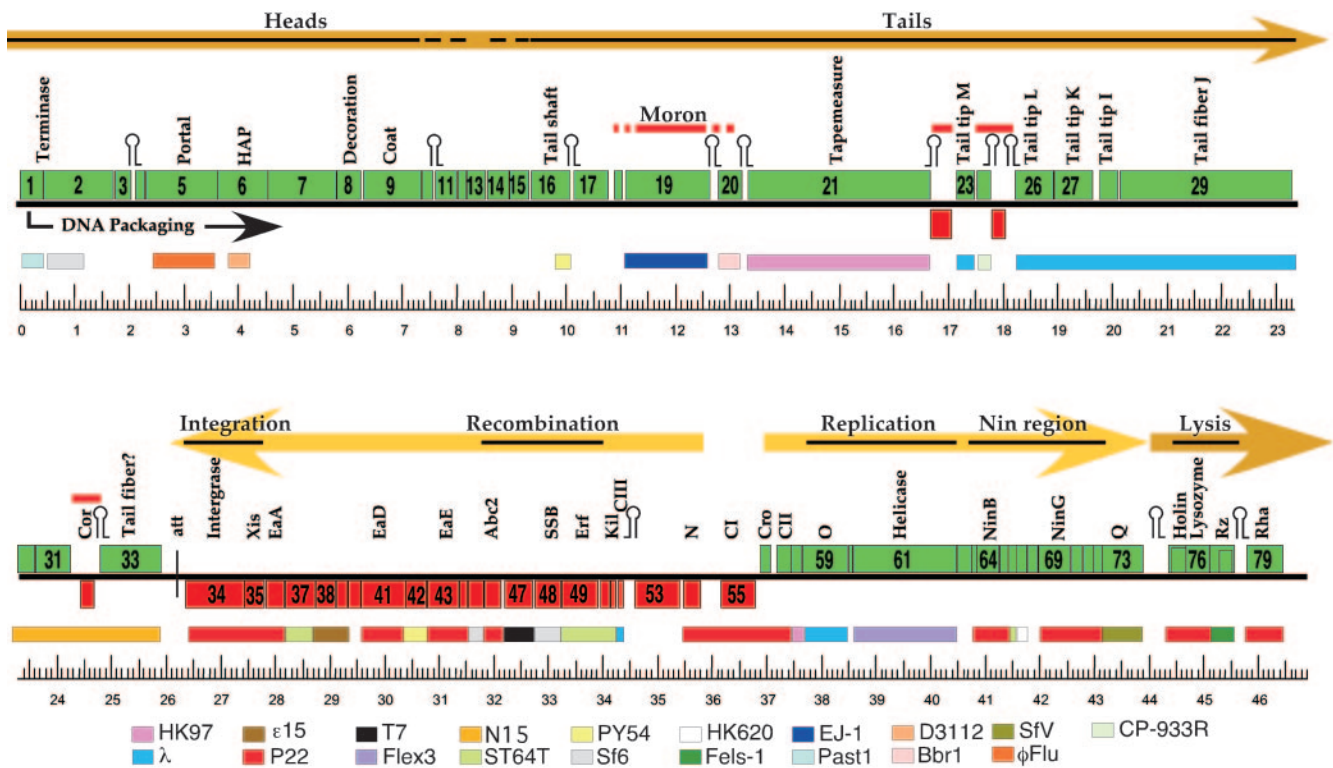 Heads Tails
Terminase Portal HAP Decoration Coat Tail shaft Moron Tapemeasure Tail tip M Tail tip L Tail tip K Tail tip I Tail fiber J
1 2 3 5 6 7 8 9 11 13 14 15 16 17 19 20 21 23 26 27 29
DNA Packaging
0 1 2 3 4 5 6 7 8 9 10 11 12 13 14 15 16 17 18 19 20 21 22 23
Integration Recombination Replication Nin region Lysis
Cor Tail fiber? att Intergrase Xis EaA EaD EaE Abc2 SSB Erf Kil CIII N CI Cro CII O Helicase NinB NinG Q Holin Lysozyme Rz Rha
31 33 59 61 64 69 73 76 79
34 35 37 38 41 42 43 47 48 49 53 55
24 25 26 27 28 29 30 31 32 33 34 35 36 37 38 39 40 41 42 43 44 45 46
HK97 ε15 T7 N15 PY54 HK620 EJ-1 D3112 SfV CP-933R
λ P22 Flex3 ST64T Sf6 Fels-1 Past1 Bbr1 ϕFlu